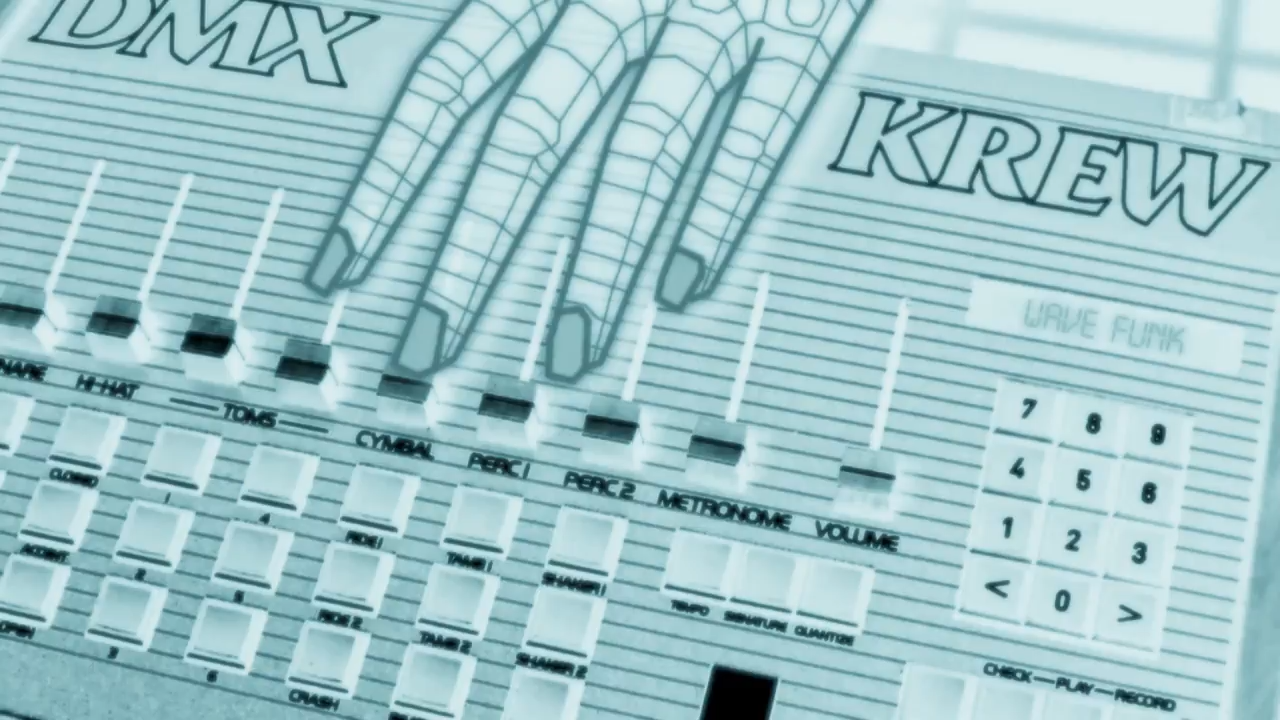 DMX
KREW
WAVE FUNK
HI-HAT
TOMS
CYMBAL
PERC 1
PERC 2
METRONOME
VOLUME
7 8 9
4 5 6
1 2 3
< 0 >
CLOSED
1
4
RIDE 1
TAMB 1
SHAKER 1
TEMPO
SIGNATURE
QUANTIZE
ACCENT
2
5
RIDE 2
TAMB 2
SHAKER 2
OPEN
3
6
CRASH
CHECK—PLAY—RECORD